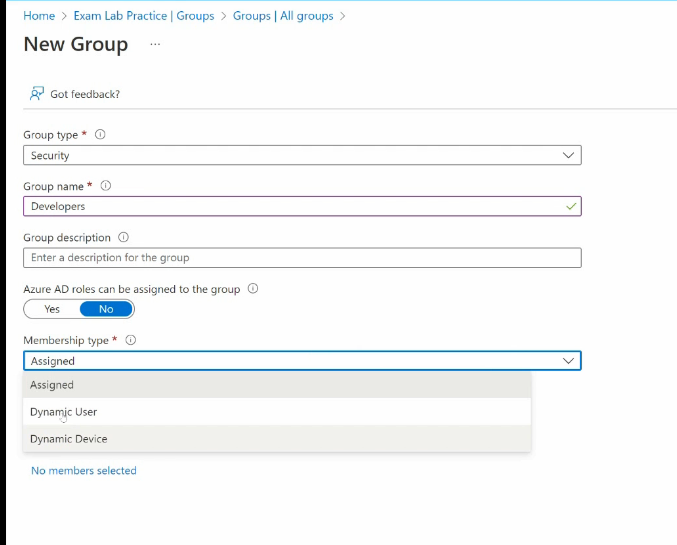 Home > Exam Lab Practice | Groups > Groups | All groups >
New Group ...
Got feedback?
Group type *
Security
Group name *
Developers
Group description
Enter a description for the group
Azure AD roles can be assigned to the group
Yes No
Membership type *
Assigned
Assigned
Dynamic User
Dynamic Device
No members selected